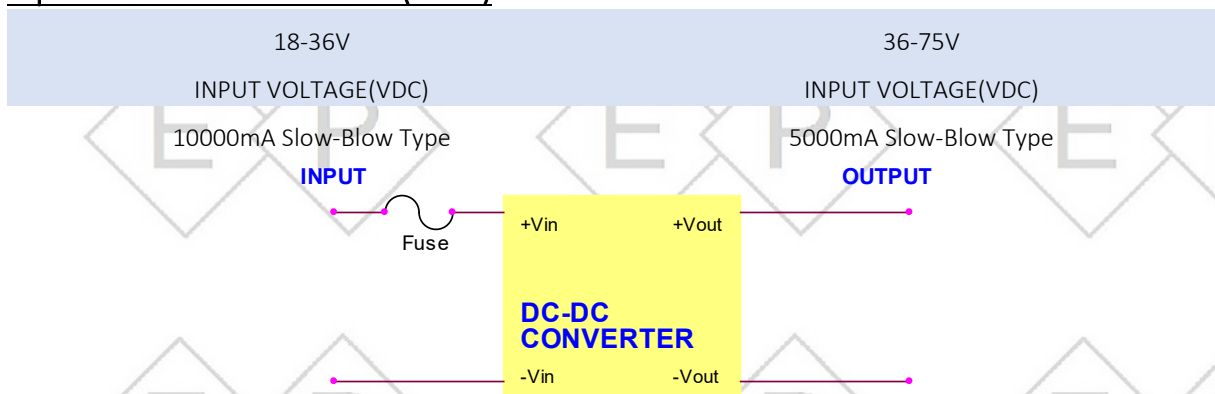 18-36V 36-75V
INPUT VOLTAGE(VDC) INPUT VOLTAGE(VDC)
10000mA Slow-Blow Type 5000mA Slow-Blow Type
INPUT OUTPUT
+Vin +Vout
Fuse
DC-DC
CONVERTER
-Vin -Vout
E P E P E